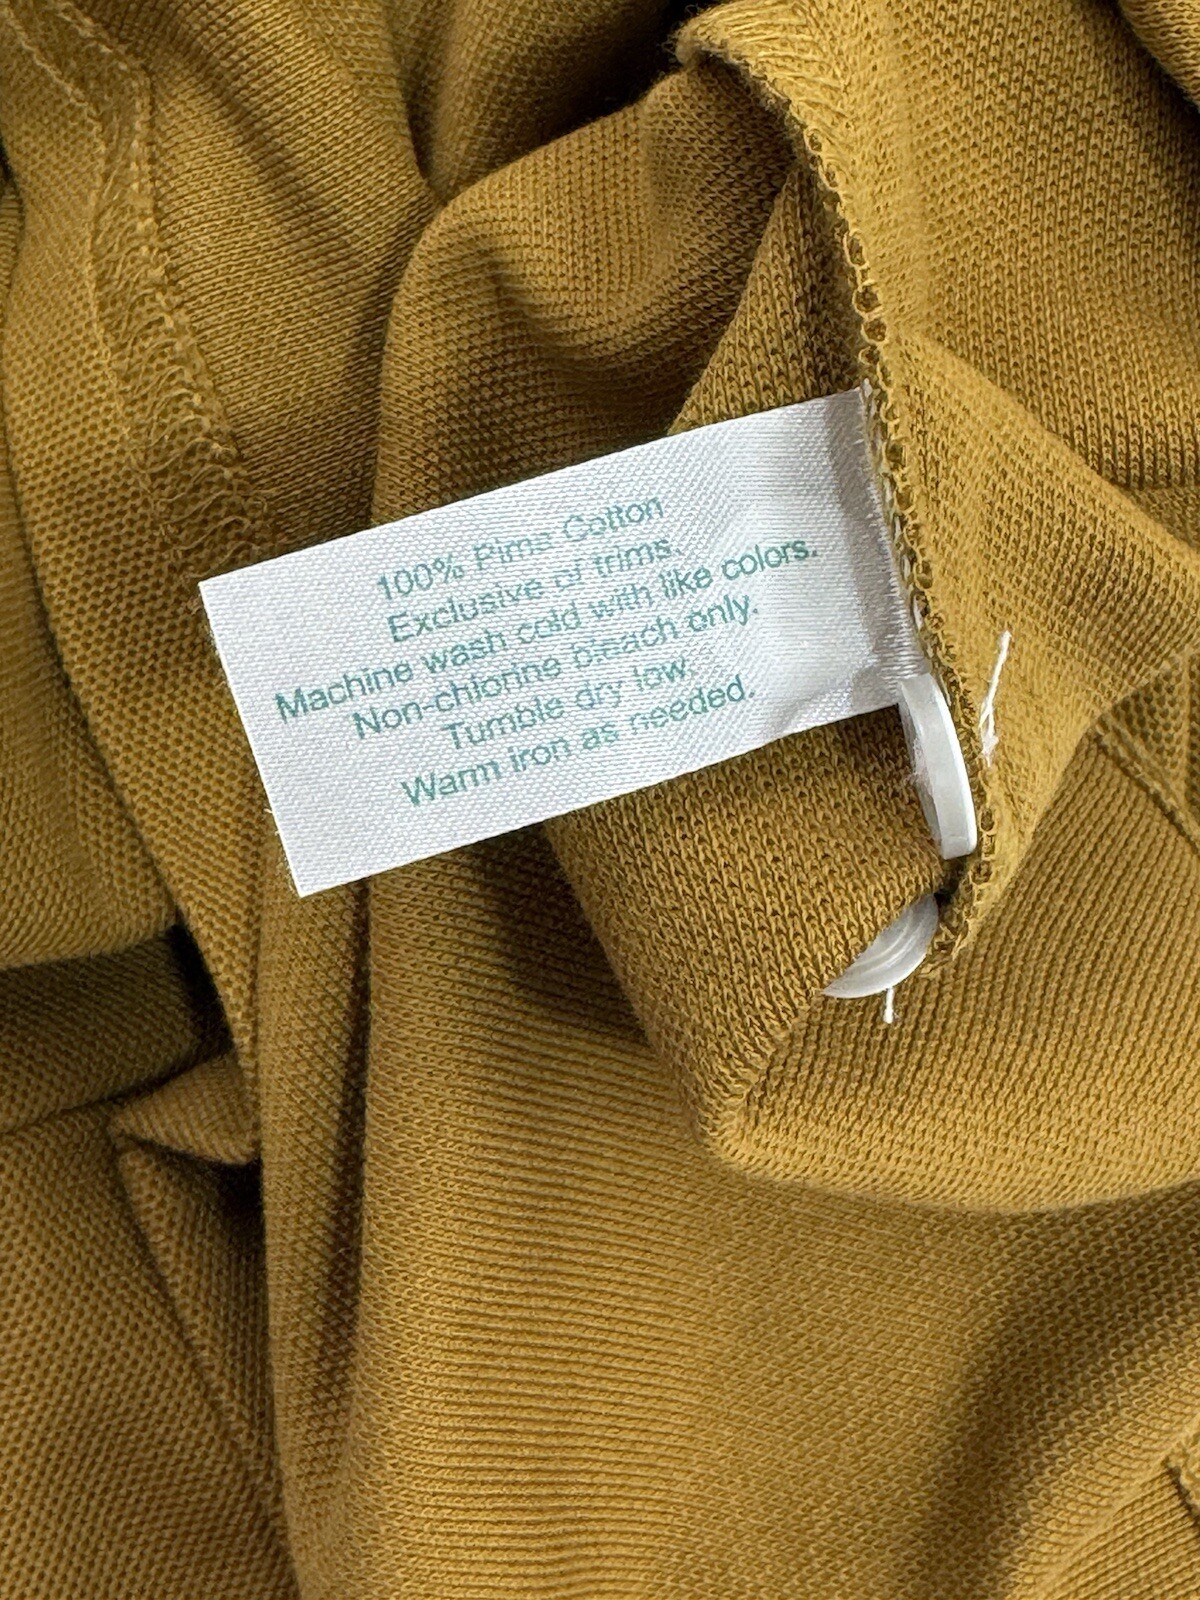 100% Pima Cotton
Exclusive of trims.
Machine wash cold with like colors.
Non-chlorine bleach only.
Tumble dry low.
Warm iron as needed.